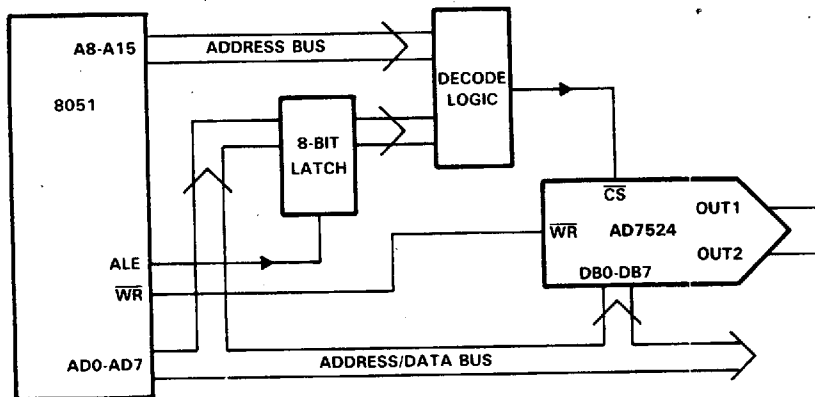 A8-A15
ADDRESS BUS
8051
DECODE
LOGIC
8-BIT
LATCH
CS
OUT1
WR
AD7524
OUT2
ALE
DB0-DB7
WR
AD0-AD7
ADDRESS/DATA BUS